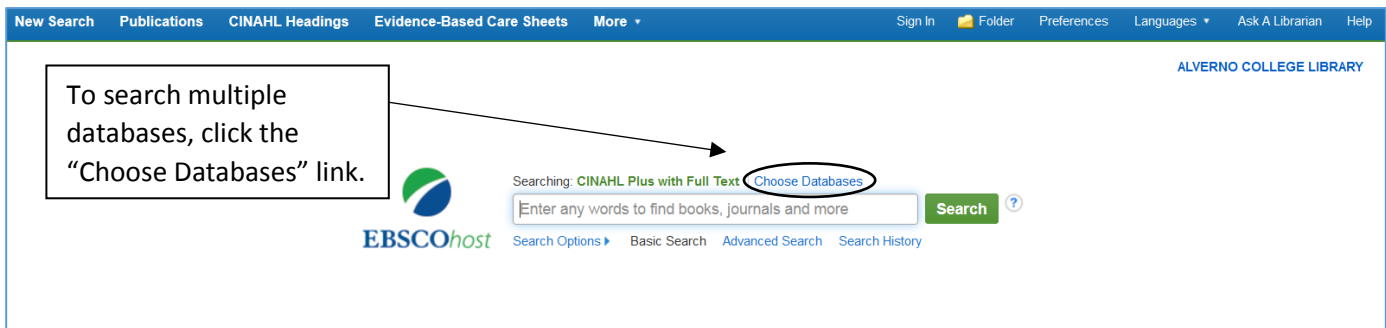 New Search Publications CINAHL Headings Evidence-Based Care Sheets More Sign In Folder Preferences Languages Ask A Librarian Help
ALVERNO COLLEGE LIBRARY
To search multiple
databases, click the
“Choose Databases” link.
Searching: CINAHL Plus with Full Text Choose Databases
Enter any words to find books, journals and more Search ?
EBSCOhost Search Options Basic Search Advanced Search Search History